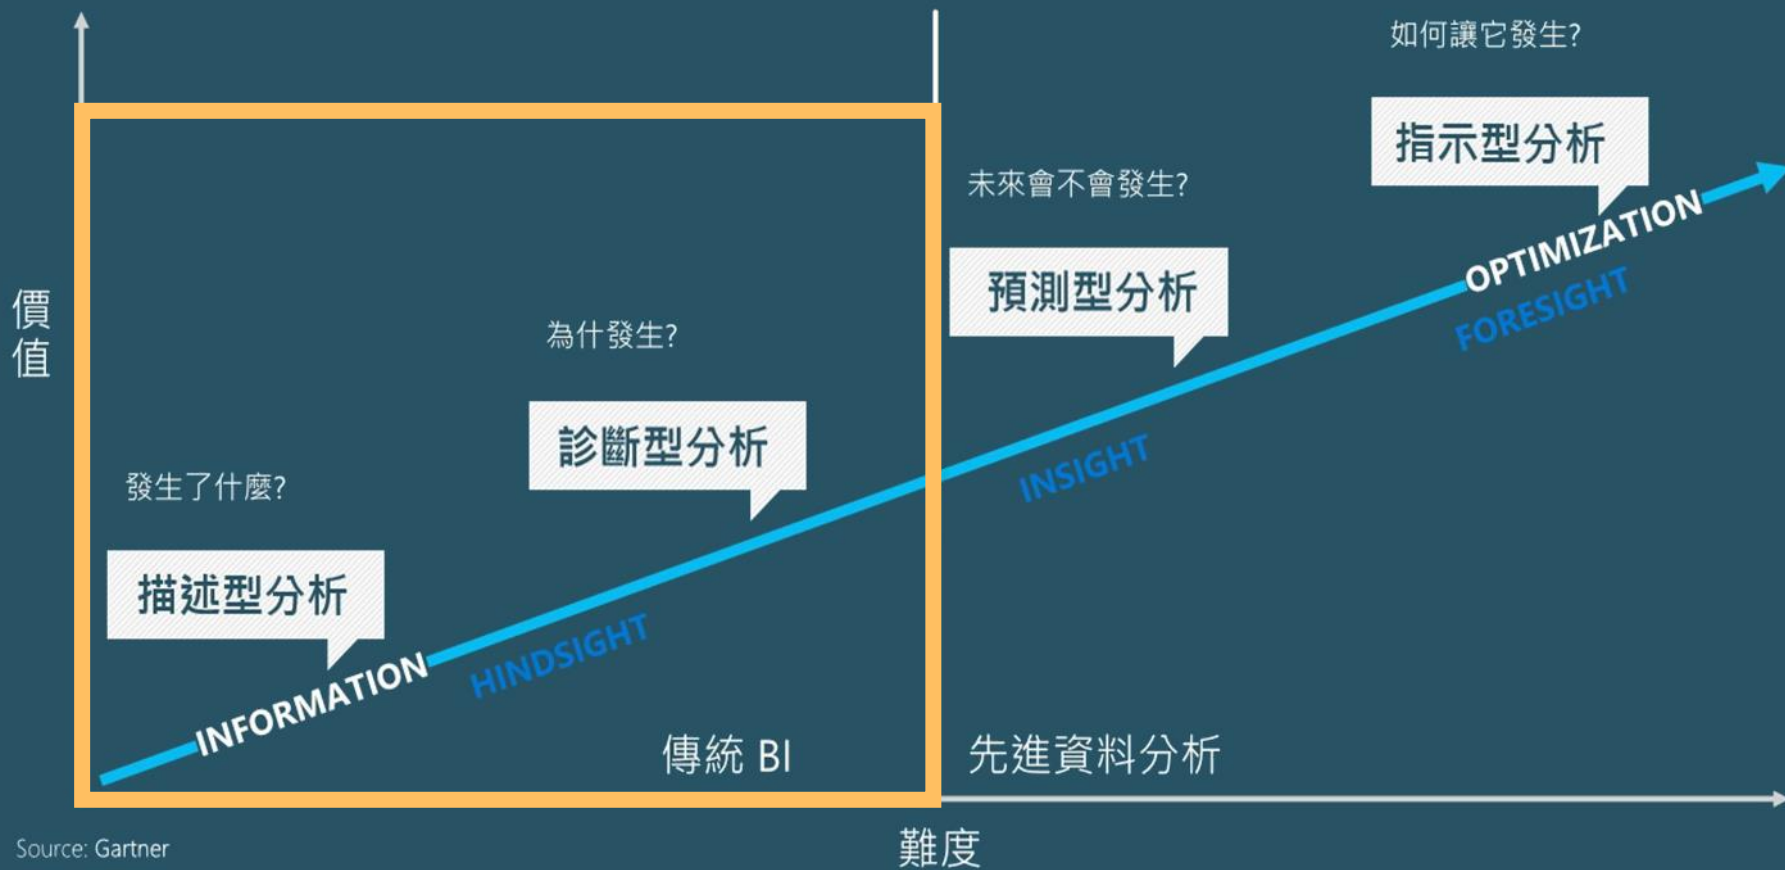 如何讓它發生?
指示型分析
未來會不會發生?
預測型分析
OPTIMIZATION
FORESIGHT
價值
為什發生?
診斷型分析
INSIGHT
發生了什麼?
描述型分析
HINDSIGHT
INFORMATION
傳統 BI
先進資料分析
難度
Source: Gartner